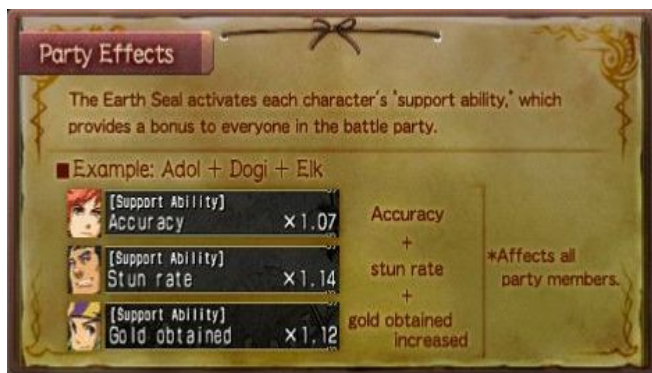 Party Effects
The Earth Seal activates each character's "support ability," which
provides a bonus to everyone in the battle party.
■Example: Adol + Dogi + Elk
[Support Ability]
Accuracy ×1.07
[Support Ability]
Stun rate ×1.14
[Support Ability]
Gold obtained ×1.12
Accuracy
+
stun rate
+
gold obtained
increased
*Affects all
party members.